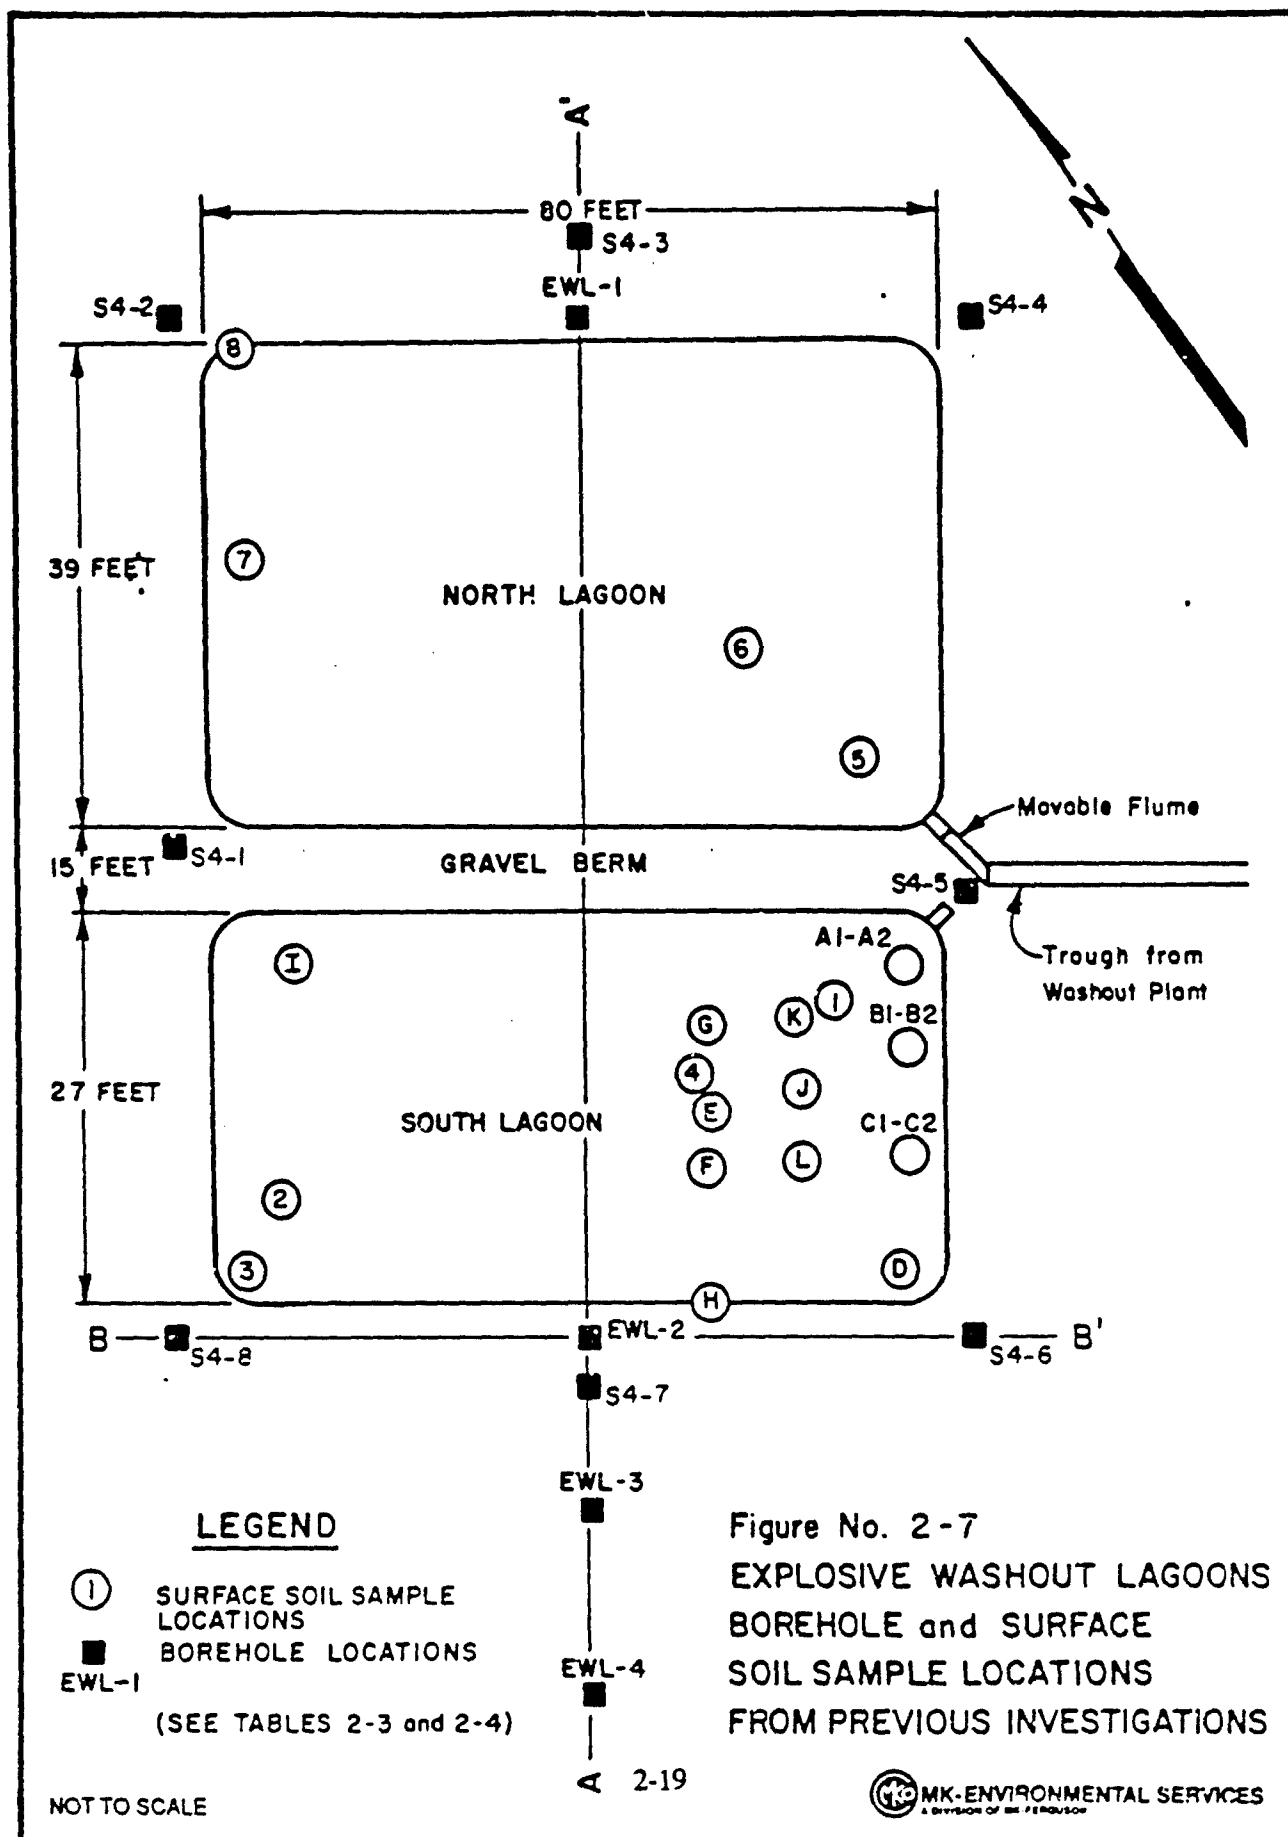 A'
80 FEET
S4-3
EWL-1
S4-2
S4-4
N
8
7
39 FEET
NORTH LAGOON
6
5
Movable Flume
S4-1
15 FEET
GRAVEL BERM
S4-5
A1-A2
Trough from
Washout Plant
I
1
K
B1-B2
G
4
J
27 FEET
E
SOUTH LAGOON
C1-C2
F
L
2
3
D
H
B
S4-8
EWL-2
S4-6
B'
S4-7
EWL-3
LEGEND
1
SURFACE SOIL SAMPLE
LOCATIONS
BOREHOLE LOCATIONS
EWL-1
(SEE TABLES 2-3 and 2-4)
EWL-4
A
Figure No. 2-7
EXPLOSIVE WASHOUT LAGOONS
BOREHOLE and SURFACE
SOIL SAMPLE LOCATIONS
FROM PREVIOUS INVESTIGATIONS
2-19
NOT TO SCALE
MK-ENVIRONMENTAL SERVICES
A DIVISION OF MK-FERGUSON